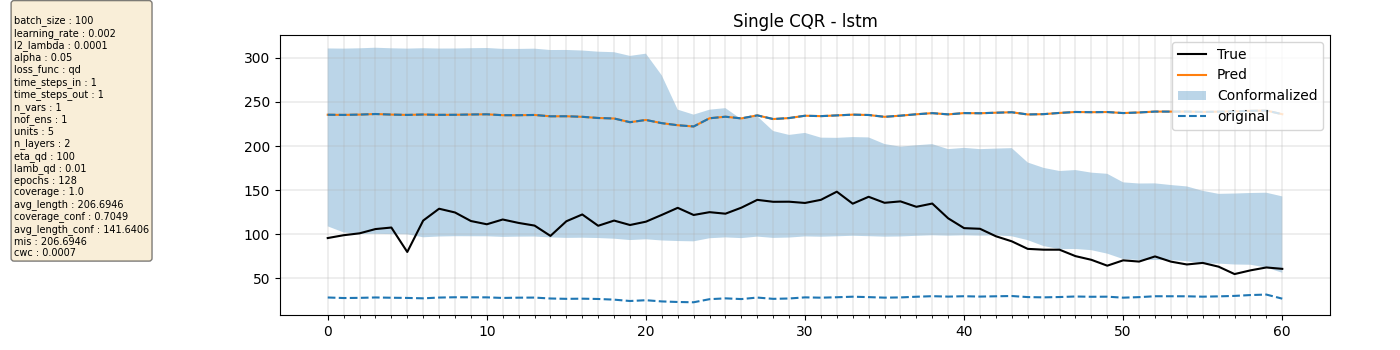 batch_size : 100
learning_rate : 0.002
l2_lambda : 0.0001
alpha : 0.05
loss_func : qd
time_steps_in : 1
time_steps_out : 1
n_vars : 1
nof_ens : 1
units : 5
n_layers : 2
eta_qd : 100
lamb_qd : 0.01
epochs : 128
coverage : 1.0
avg_length : 206.6946
coverage_conf : 0.7049
avg_length_conf : 141.6406
mis : 206.6946
cwc : 0.0007
Single CQR - lstm
300
250
200
150
100
50
True
Pred
Conformalized
original
0 10 20 30 40 50 60